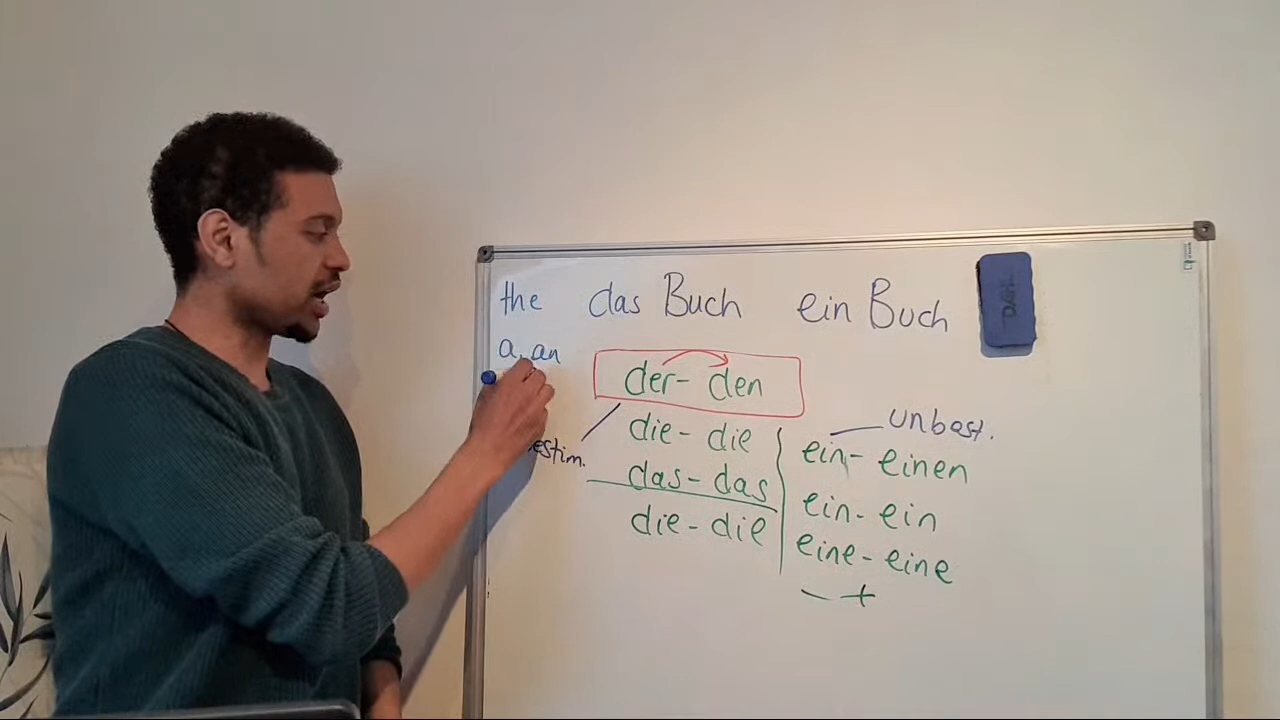 the das Buch ein Buch
a, an
der- den
die- die
das- das
die- die
estim.
unbest.
ein- einen
ein- ein
eine- eine
– +